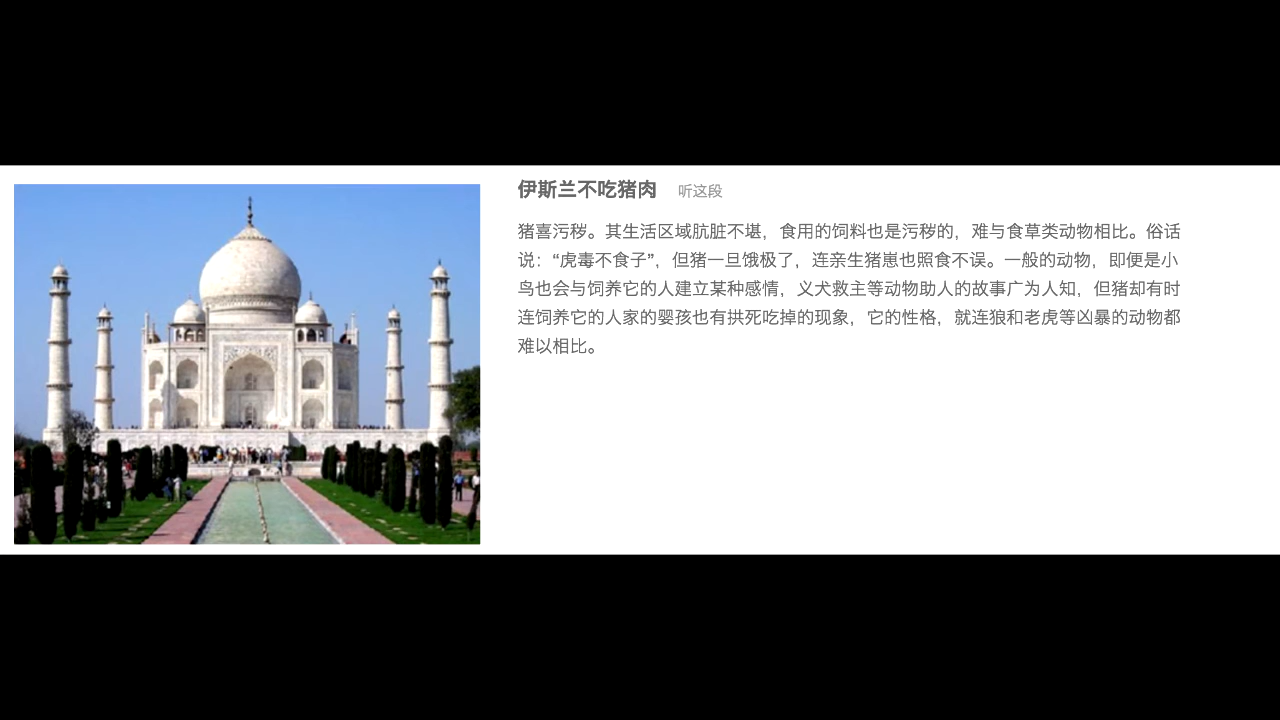 伊斯兰不吃猪肉 听这段
猪喜污秽。其生活区域肮脏不堪，食用的饲料也是污秽的，难与食草类动物相比。俗话
说：“虎毒不食子”，但猪一旦饿极了，连亲生猪崽也照食不误。一般的动物，即便是小
鸟也会与饲养它的人建立某种感情，义犬救主等动物助人的故事广为人知，但猪却有时
连饲养它的人家的婴孩也有拱死吃掉的现象，它的性格，就连狼和老虎等凶暴的动物都
难以相比。